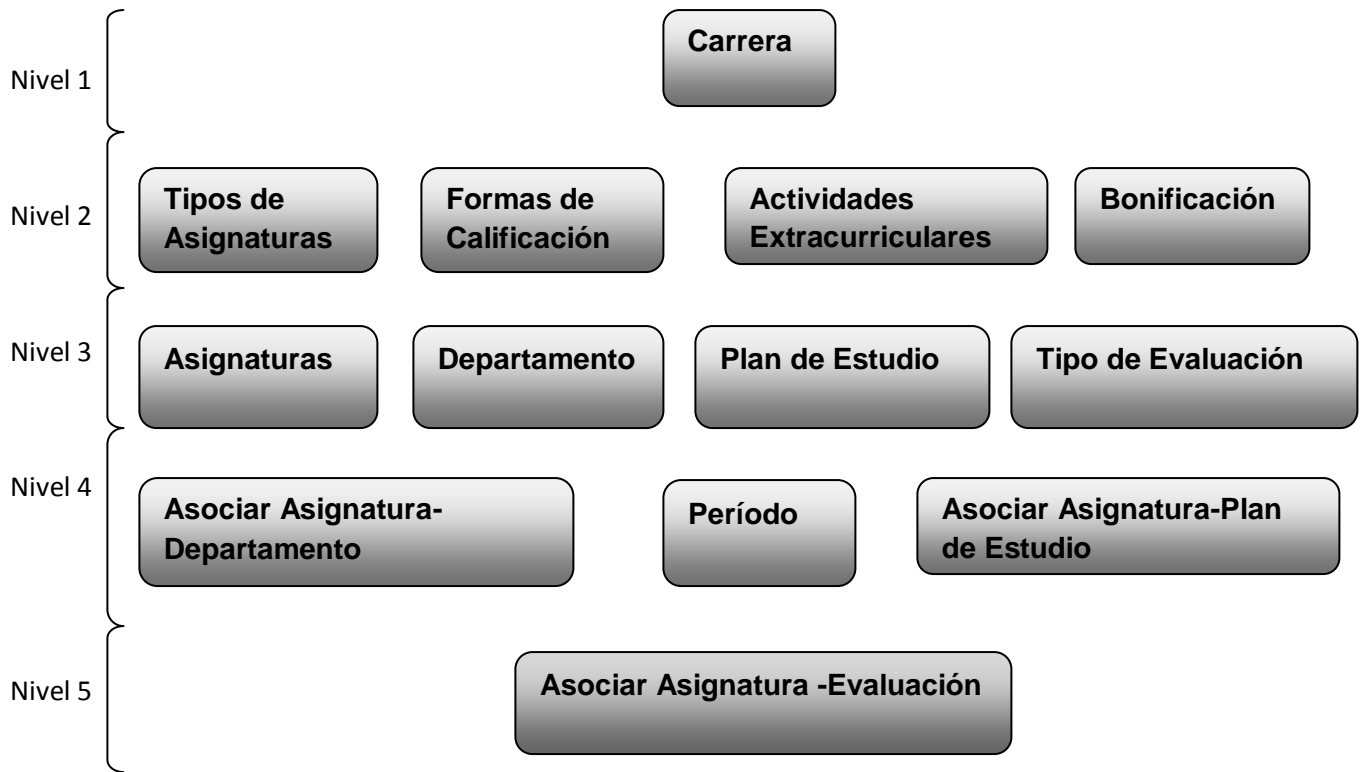 Nivel 1
Carrera
Nivel 2
Tipos de
Asignaturas
Formas de
Calificación
Actividades
Extracurriculares
Bonificación
Nivel 3
Asignaturas
Departamento
Plan de Estudio
Tipo de Evaluación
Nivel 4
Asociar Asignatura-
Departamento
Período
Asociar Asignatura-Plan
de Estudio
Nivel 5
Asociar Asignatura -Evaluación